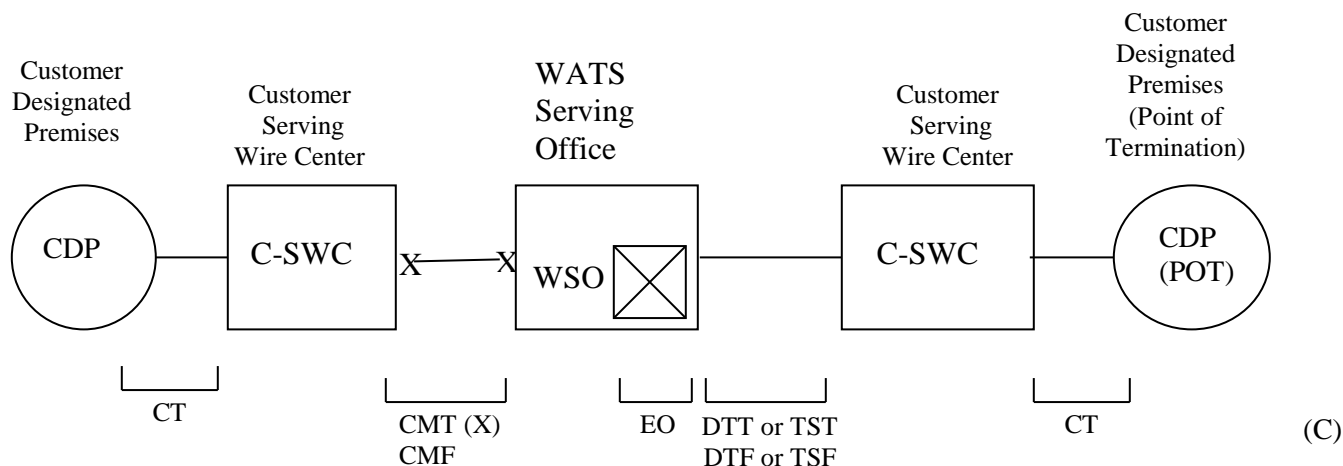 Customer
Designated
Premises
Customer
Serving
Wire Center
WATS
Serving
Office
Customer
Serving
Wire Center
Customer
Designated
Premises
(Point of
Termination)
CDP
C-SWC
X
X
WSO
C-SWC
CDP
(POT)
CT
CMT (X)
CMF
EO
DTT or TST
DTF or TSF
CT
(C)